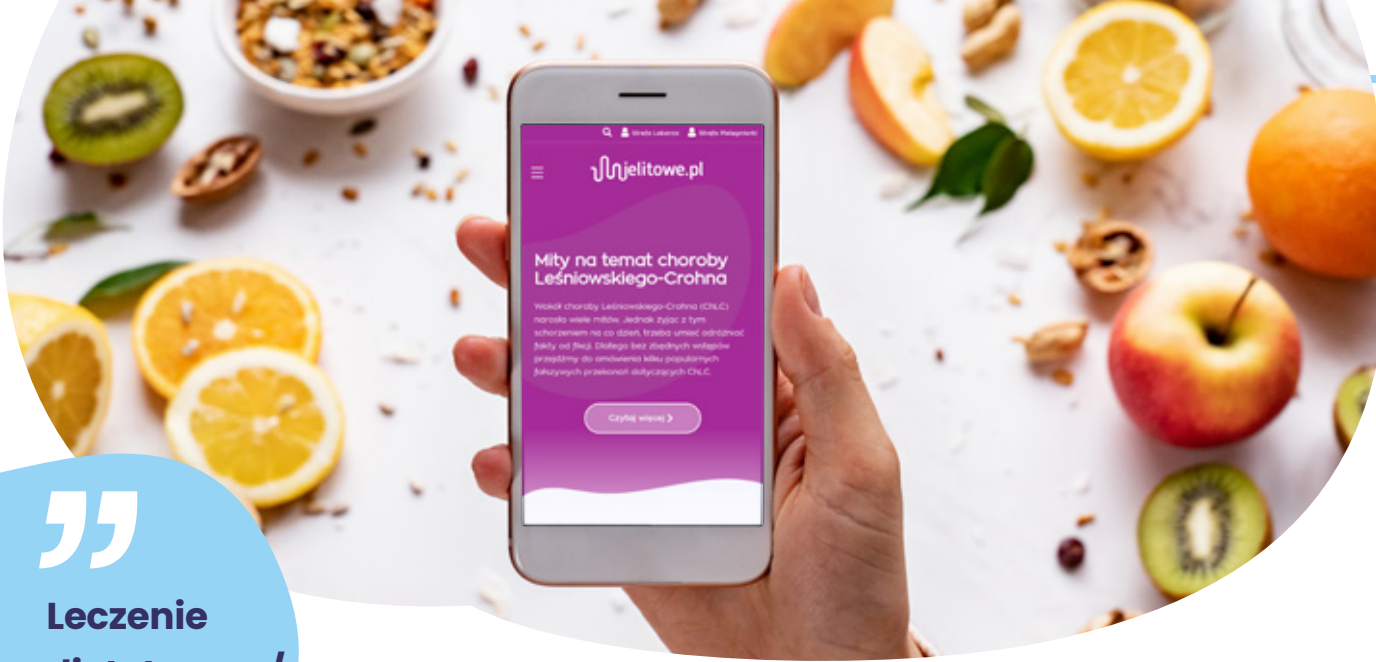 Strefa Lekarza Strefa Pielęgniarki
jelitowe.pl
Mity na temat choroby
Leśniowskiego-Crohna
Wokół choroby Leśniowskiego-Crohna (ChLC)
narosło wiele mitów. Jednak żyjąc z tym
schorzeniem na co dzień, trzeba umieć odróżniać
fakty od fikcji. Dlatego bez zbędnych wstępów
przejdźmy do omówienia kilku popularnych
fałszywych przekonań dotyczących ChLC.
Czytaj więcej
”
Leczenie